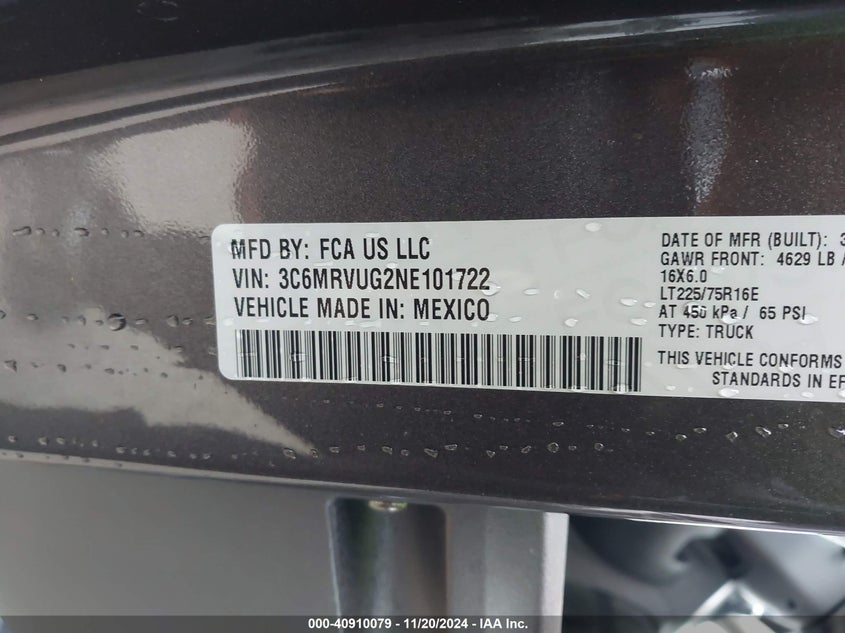 MFD BY: FCA US LLC
VIN: 3C6MRVUG2NE101722
VEHICLE MADE IN: MEXICO
DATE OF MFR (BUILT): 3
GAWR FRONT: 4629 LB /
16X6.0
LT225/75R16E
AT 450 kPa / 65 PSI
TYPE: TRUCK
THIS VEHICLE CONFORMS
STANDARDS IN EF
000-40910079 — 11/20/2024 — IAA Inc.